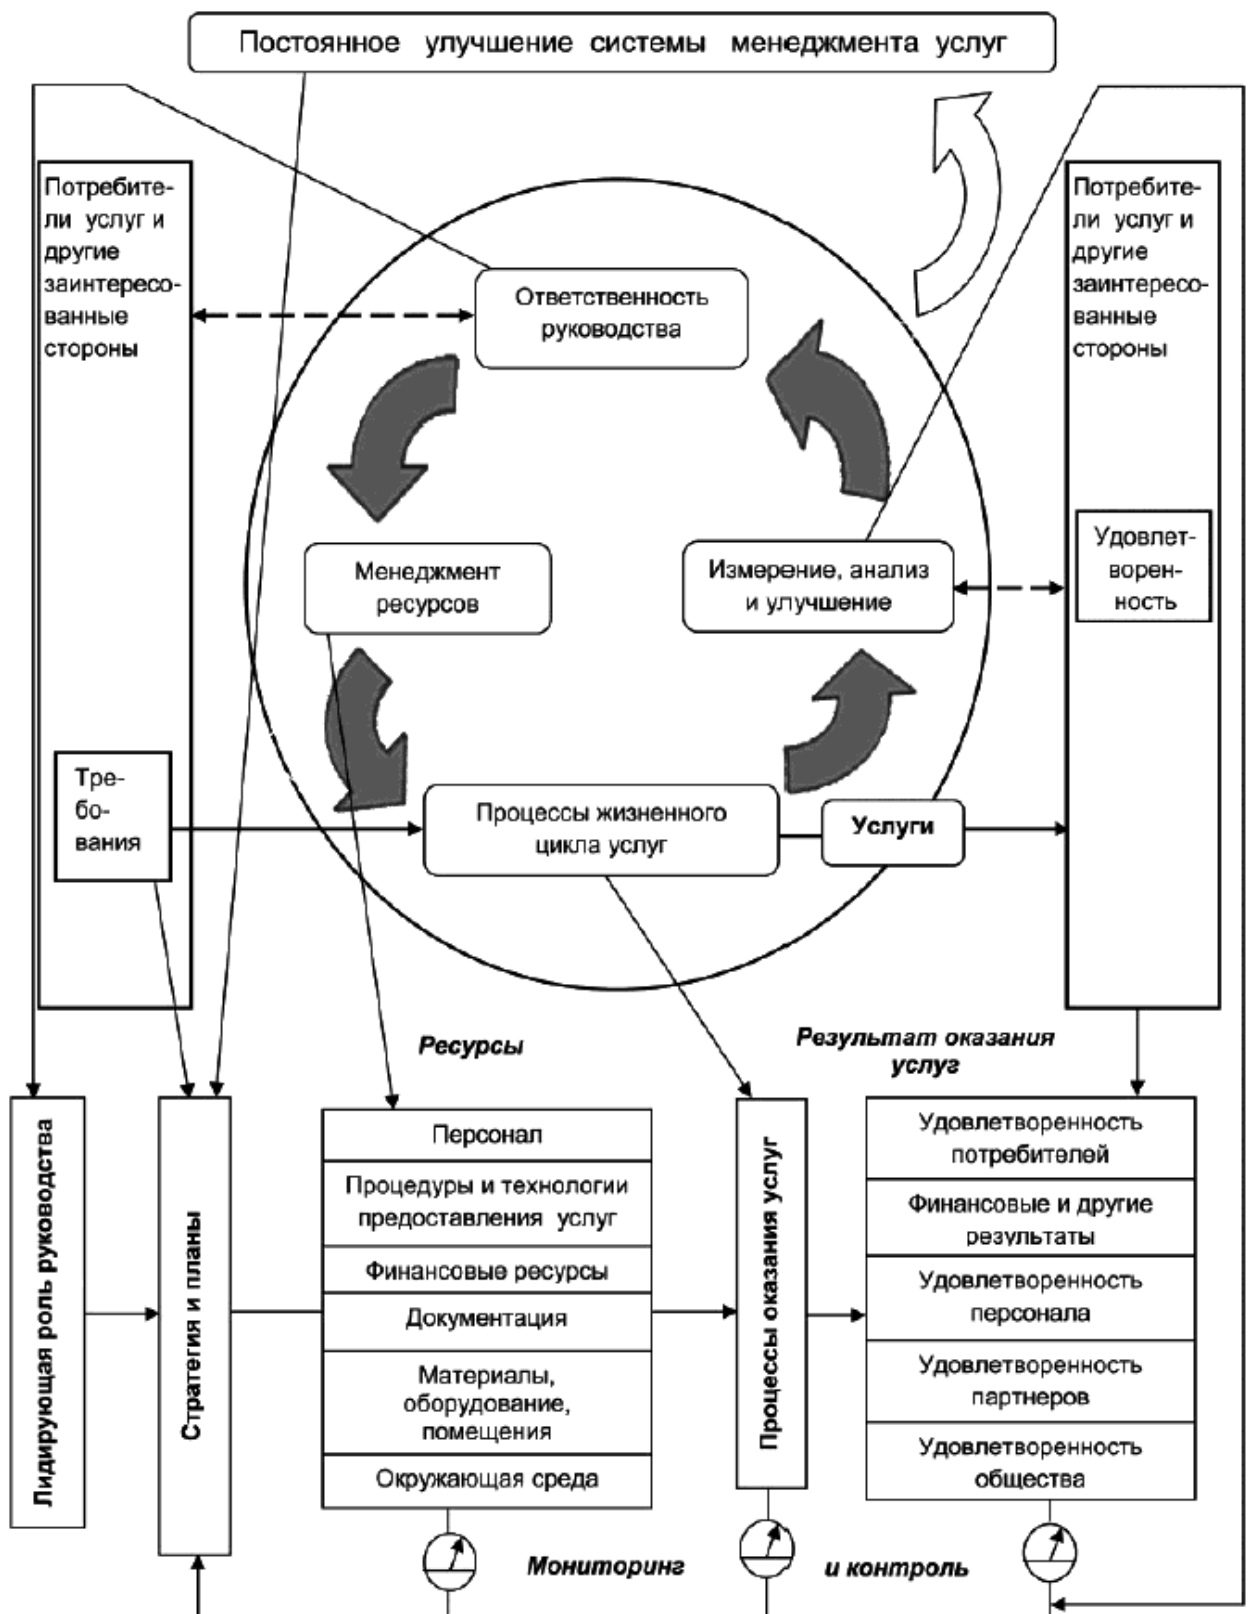 Постоянное улучшение системы менеджмента услуг
Потребите-
ли услуг и
другие
заинтересо-
ванные
стороны
Потребите-
ли услуг и
другие
заинтересо-
ванные
стороны
Ответственность
руководства
Менеджмент
ресурсов
Измерение, анализ
и улучшение
Удовлет-
ворен-
ность
Тре-
бо-
вания
Процессы жизненного
цикла услуг
Услуги
Ресурсы
Результат оказания
услуг
Лидирующая роль руководства
Стратегия и планы
Персонал
Процедуры и технологии
предоставления услуг
Финансовые ресурсы
Документация
Материалы,
оборудование,
помещения
Окружающая среда
Процессы оказания услуг
Удовлетворенность
потребителей
Финансовые и другие
результаты
Удовлетворенность
персонала
Удовлетворенность
партнеров
Удовлетворенность
общества
Мониторинг и контроль